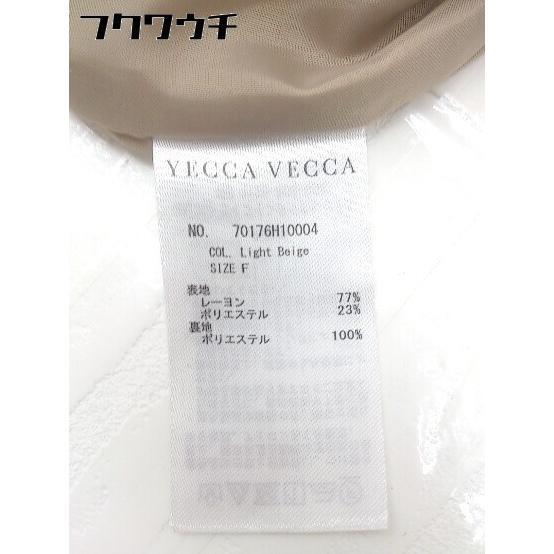 フクワウチ
YECCA VECCA
NO. 70176H10004
COL. Light Beige
SIZE F
表地
レーヨン 77%
ポリエステル 23%
裏地
ポリエステル 100%